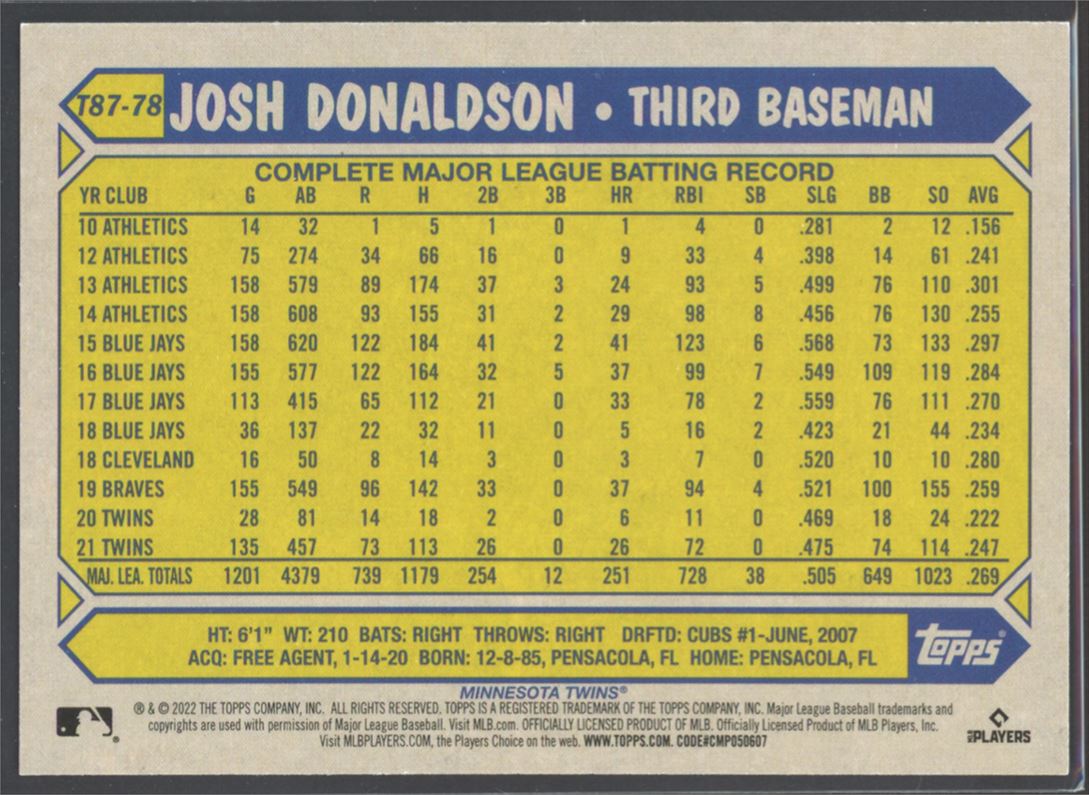 T87-78 JOSH DONALDSON • THIRD BASEMAN
COMPLETE MAJOR LEAGUE BATTING RECORD
YR CLUB G AB R H 2B 3B HR RBI SB SLG BB SO AVG
10 ATHLETICS 14 32 1 5 1 0 1 4 0 .281 2 12 .156
12 ATHLETICS 75 274 34 66 16 0 9 33 4 .398 14 61 .241
13 ATHLETICS 158 579 89 174 37 3 24 93 5 .499 76 110 .301
14 ATHLETICS 158 608 93 155 31 2 29 98 8 .456 76 130 .255
15 BLUE JAYS 158 620 122 184 41 2 41 123 6 .568 73 133 .297
16 BLUE JAYS 155 577 122 164 32 5 37 99 7 .549 109 119 .284
17 BLUE JAYS 113 415 65 112 21 0 33 78 2 .559 76 111 .270
18 BLUE JAYS 36 137 22 32 11 0 5 16 2 .423 21 44 .234
18 CLEVELAND 16 50 8 14 3 0 3 7 0 .520 10 10 .280
19 BRAVES 155 549 96 142 33 0 37 94 4 .521 100 155 .259
20 TWINS 28 81 14 18 2 0 6 11 0 .469 18 24 .222
21 TWINS 135 457 73 113 26 0 26 72 0 .475 74 114 .247
MAJ. LEA. TOTALS 1201 4379 739 1179 254 12 251 728 38 .505 649 1023 .269
HT: 6'1" WT: 210 BATS: RIGHT THROWS: RIGHT DRFTD: CUBS #1-JUNE, 2007
ACQ: FREE AGENT, 1-14-20 BORN: 12-8-85, PENSACOLA, FL HOME: PENSACOLA, FL
topps®
MINNESOTA TWINS®
® & © 2022 THE TOPPS COMPANY, INC. ALL RIGHTS RESERVED. TOPPS IS A REGISTERED TRADEMARK OF THE TOPPS COMPANY, INC. Major League Baseball trademarks and
copyrights are used with permission of Major League Baseball. Visit MLB.com. OFFICIALLY LICENSED PRODUCT OF MLB. Officially Licensed Product of MLB Players, Inc.
Visit MLBPLAYERS.COM, the Players Choice on the web. WWW.TOPPS.COM. CODE#CMP050607
MLB PLAYERS